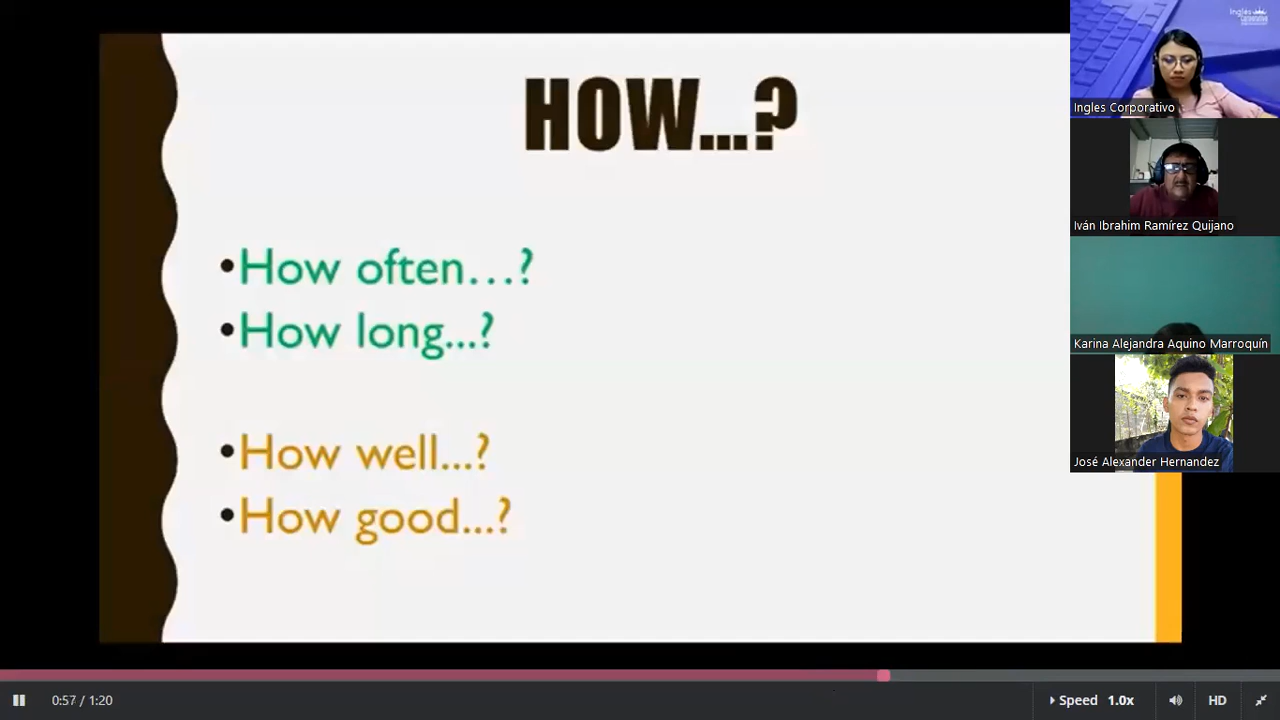 HOW...?
•How often...?
•How long...?
•How well...?
•How good...?
Ingles
Ingles Corporativo
Iván Ibrahim Ramírez Quijano
Karina Alejandra Aquino Marroquín
José Alexander Hernandez
0:57 / 1:20
Speed 1.0x
HD